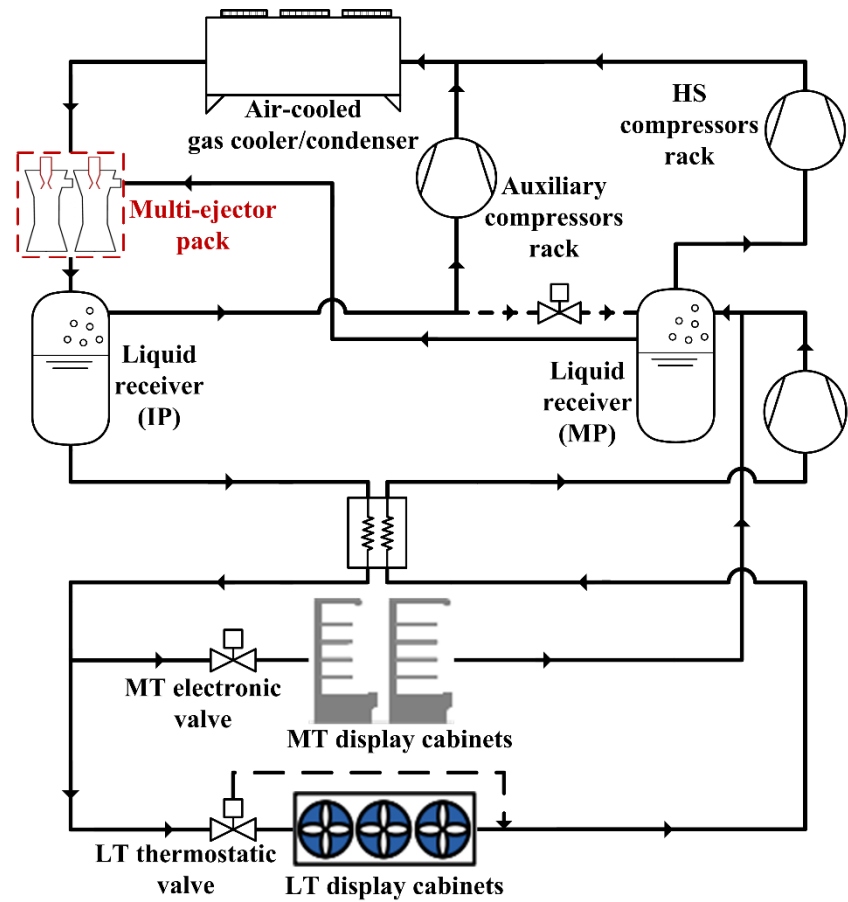 Air-cooled
gas cooler/condenser
HS
compressors
rack
Multi-ejector
pack
Auxiliary
compressors
rack
Liquid
receiver
(IP)
Liquid
receiver
(MP)
MT electronic
valve
MT display cabinets
LT thermostatic
valve
LT display cabinets